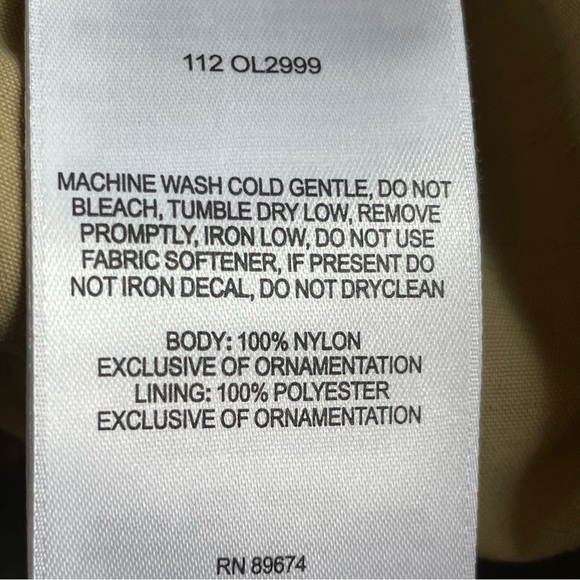 112 OL2999
MACHINE WASH COLD GENTLE, DO NOT
BLEACH, TUMBLE DRY LOW, REMOVE
PROMPTLY, IRON LOW, DO NOT USE
FABRIC SOFTENER, IF PRESENT DO
NOT IRON DECAL, DO NOT DRYCLEAN
BODY: 100% NYLON
EXCLUSIVE OF ORNAMENTATION
LINING: 100% POLYESTER
EXCLUSIVE OF ORNAMENTATION
RN 89674